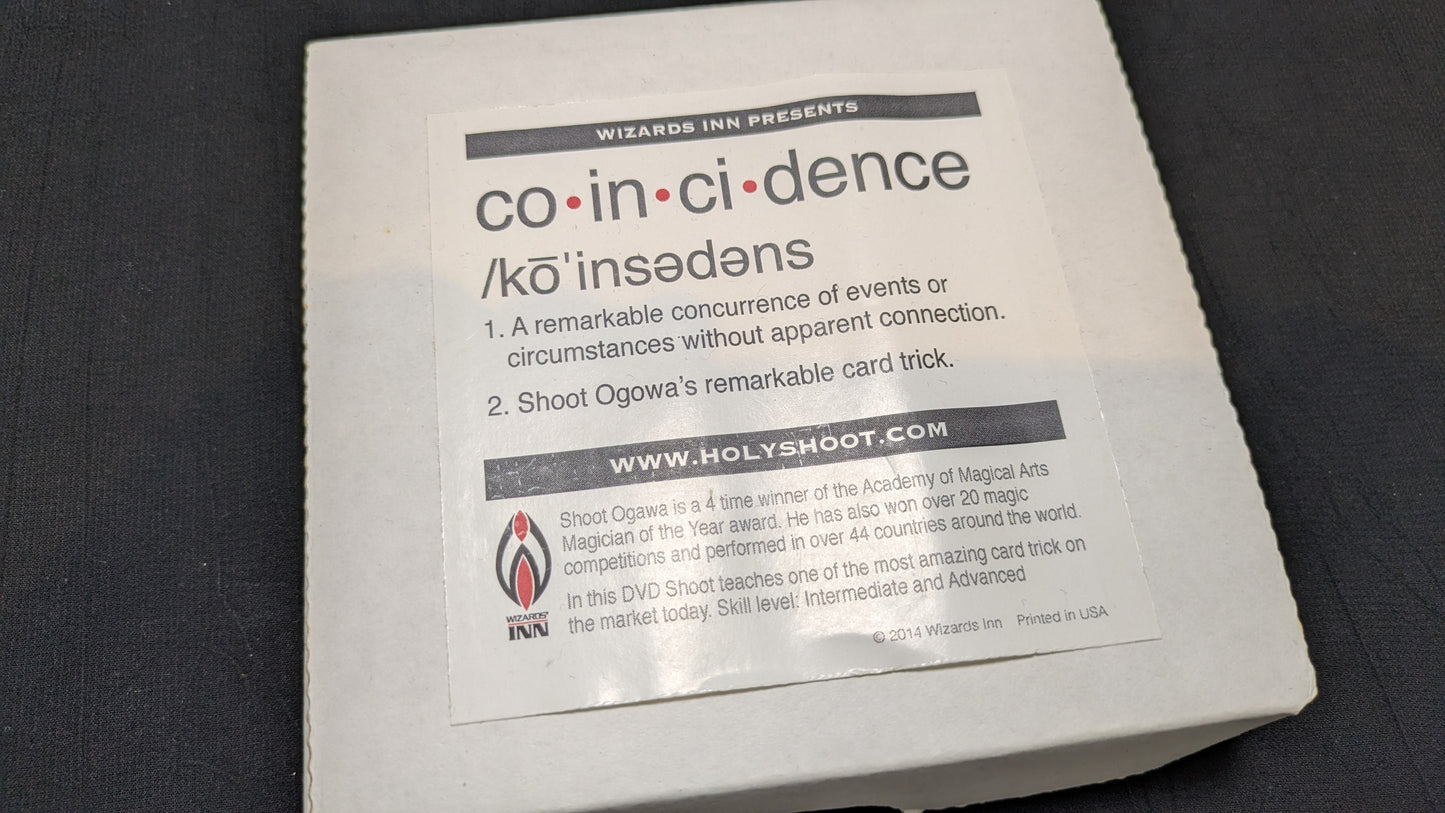 WIZARDS INN PRESENTS
co•in•ci•dence
/kō'insədəns
1. A remarkable concurrence of events or
circumstances without apparent connection.
2. Shoot Ogowa's remarkable card trick.
WWW.HOLYSHOOT.COM
Shoot Ogawa is a 4 time winner of the Academy of Magical Arts
Magician of the Year award. He has also won over 20 magic
competitions and performed in over 44 countries around the world.
In this DVD Shoot teaches one of the most amazing card trick on
the market today. Skill level: Intermediate and Advanced
WIZARDS'
INN
© 2014 Wizards Inn Printed in USA